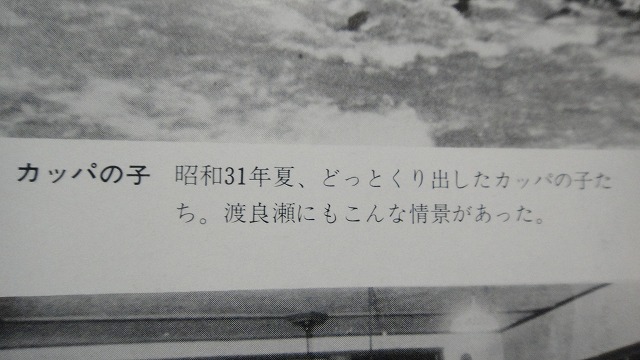 カッパの子 昭和31年夏、どっとくり出したカッパの子た
ち。渡良瀬にもこんな情景があった。